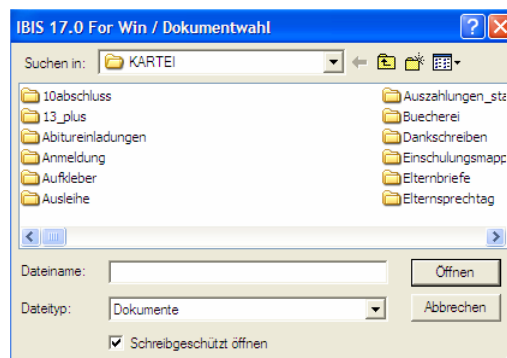 IBIS 17.0 For Win / Dokumentwahl
Suchen in: KARTEI
10abschluss
13_plus
Abitureinladungen
Anmeldung
Aufkleber
Ausleihe
Auszahlungen_sta
Buecherei
Dankschreiben
Einschulungsmapp
Elternbriefe
Elternsprechtag
Dateiname:
Öffnen
Dateityp: Dokumente
Abbrechen
Schreibgeschützt öffnen